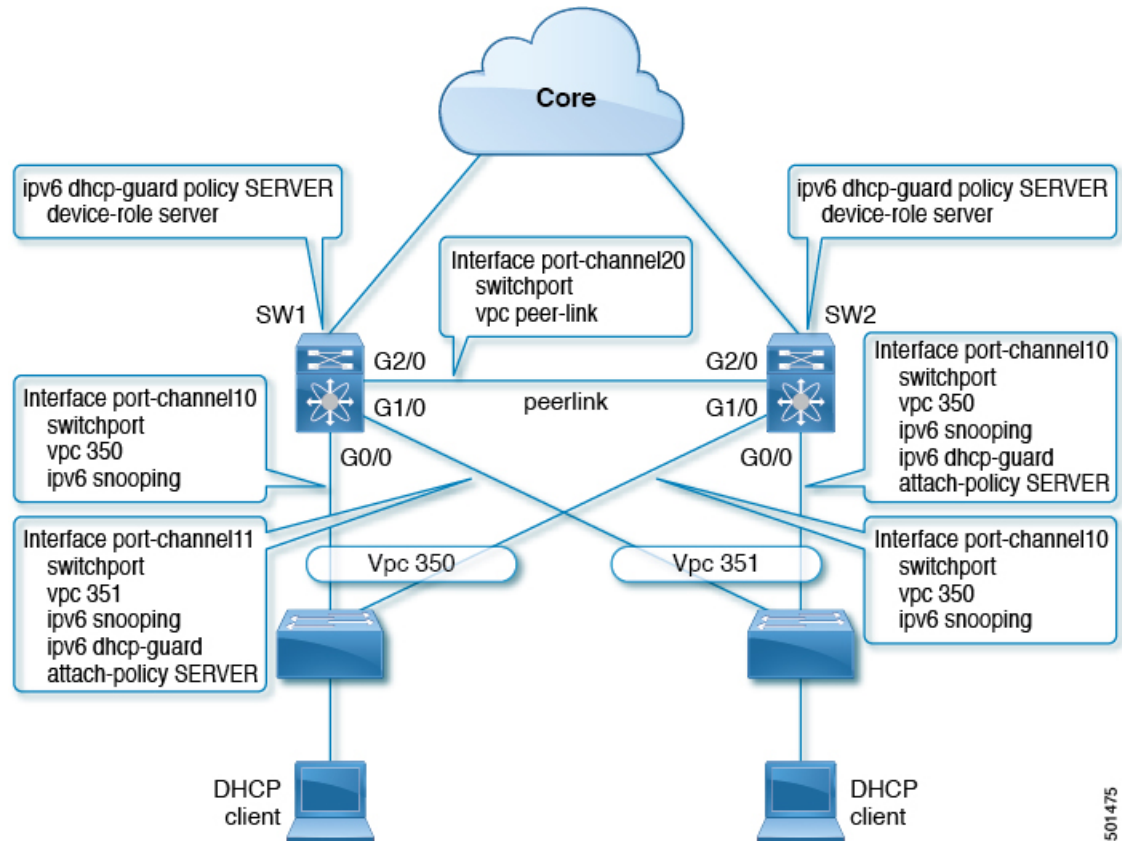 Core
ipv6 dhcp-guard policy SERVER
device-role server
ipv6 dhcp-guard policy SERVER
device-role server
Interface port-channel20
switchport
vpc peer-link
SW1
SW2
G2/0
G2/0
peerlink
G1/0
G1/0
G0/0
G0/0
Interface port-channel10
switchport
vpc 350
ipv6 snooping
Interface port-channel10
switchport
vpc 350
ipv6 snooping
ipv6 dhcp-guard
attach-policy SERVER
Interface port-channel11
switchport
vpc 351
ipv6 snooping
ipv6 dhcp-guard
attach-policy SERVER
Vpc 350
Vpc 351
Interface port-channel10
switchport
vpc 350
ipv6 snooping
DHCP
client
DHCP
client
501475